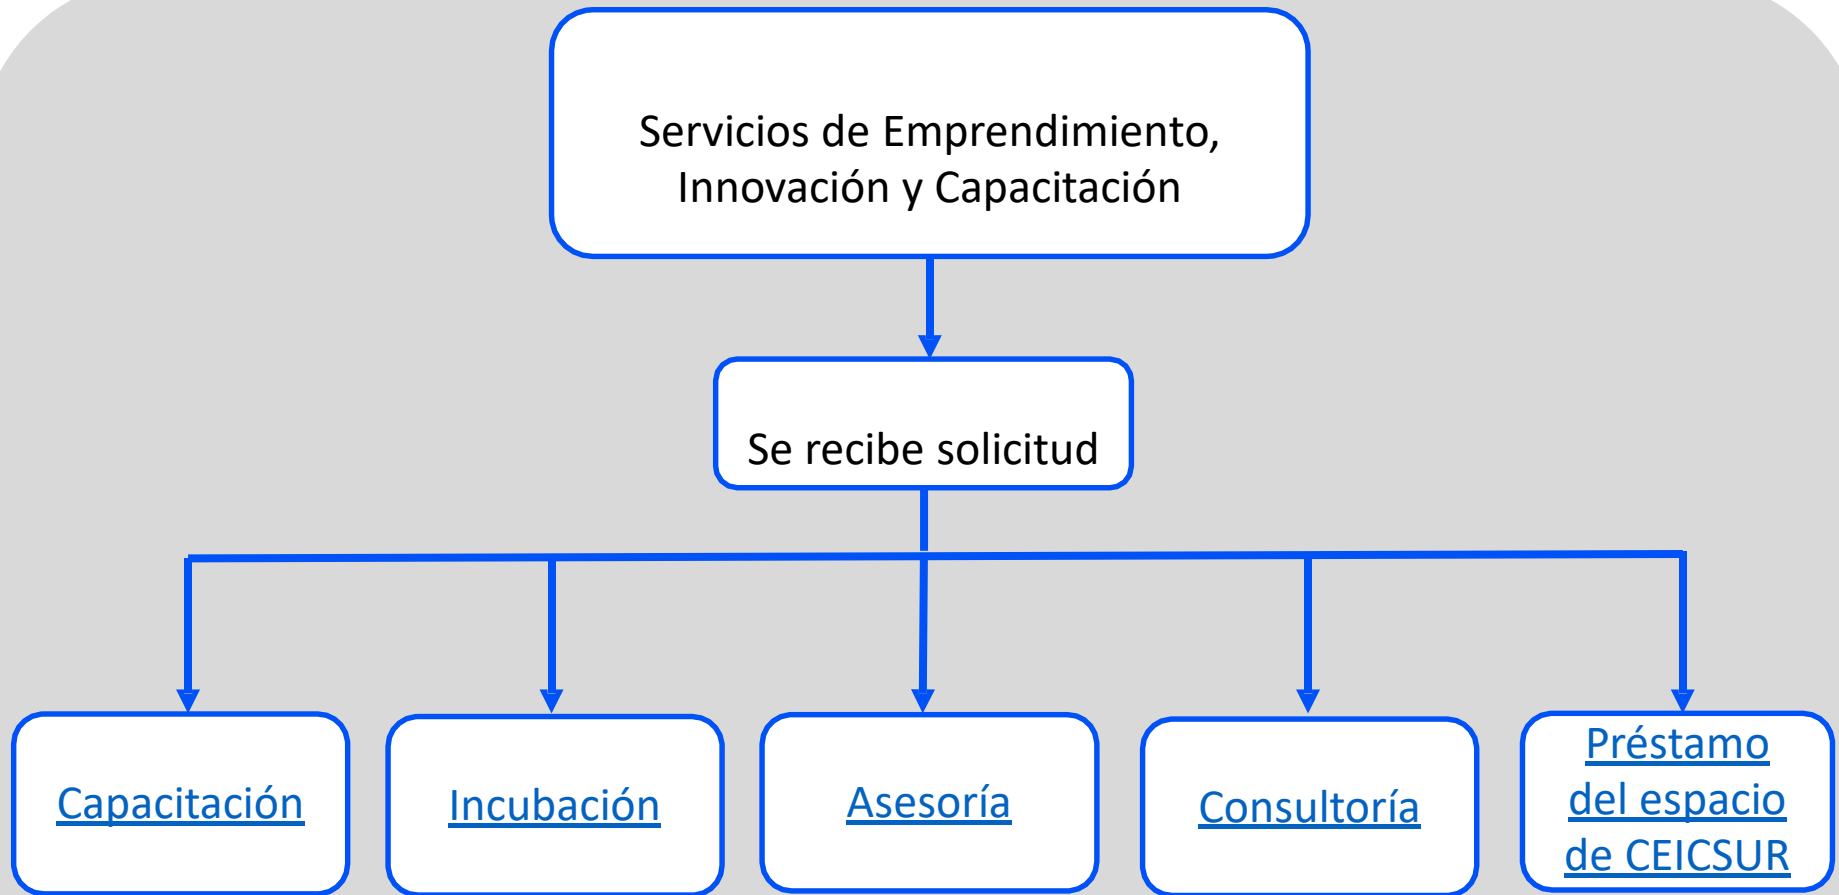 Servicios de Emprendimiento,
Innovación y Capacitación
Se recibe solicitud
Capacitación
Incubación
Asesoría
Consultoría
Préstamo
del espacio
de CEICSUR